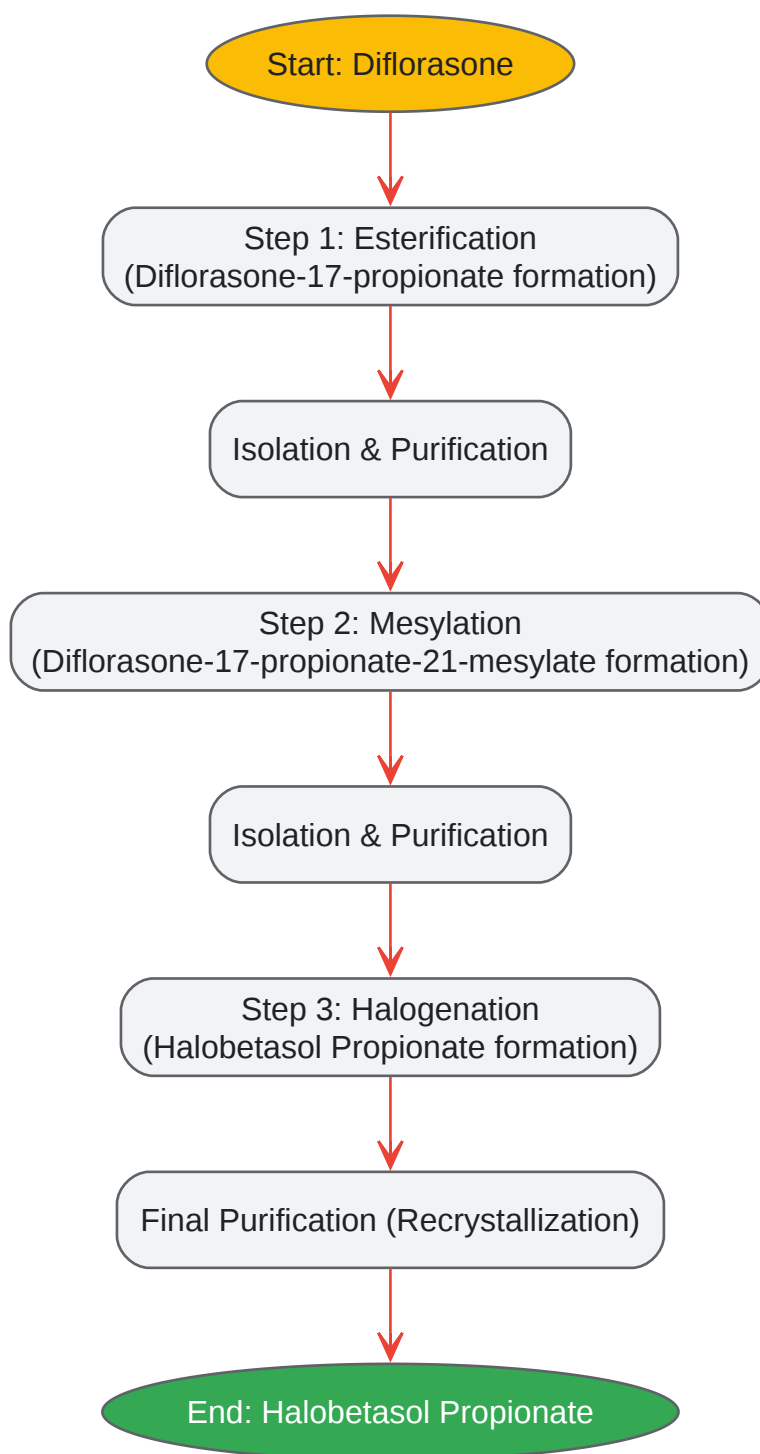 Start: Diflorasone
Step 1: Esterification
(Diflorasone-17-propionate formation)
Isolation & Purification
Step 2: Mesylation
(Diflorasone-17-propionate-21-mesylate formation)
Isolation & Purification
Step 3: Halogenation
(Halobetasol Propionate formation)
Final Purification (Recrystallization)
End: Halobetasol Propionate